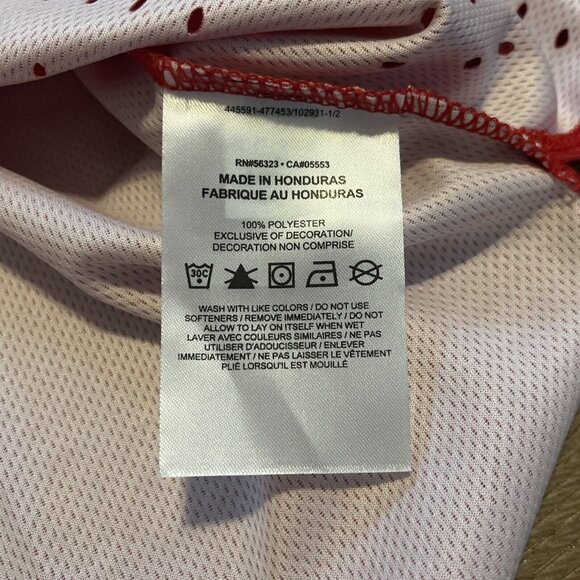 445591-477453/102931-1/2
RN#56323 • CA#05553
MADE IN HONDURAS
FABRIQUE AU HONDURAS
100% POLYESTER
EXCLUSIVE OF DECORATION/
DECORATION NON COMPRISE
30C
WASH WITH LIKE COLORS / DO NOT USE
SOFTENERS / REMOVE IMMEDIATELY / DO NOT
ALLOW TO LAY ON ITSELF WHEN WET
LAVER AVEC COULEURS SIMILAIRES / NE PAS
UTILISER D'ADOUCISSEUR / ENLEVER
IMMEDIATEMENT / NE PAS LAISSER LE VÊTEMENT
PLIÉ LORSQU'IL EST MOUILLÉ